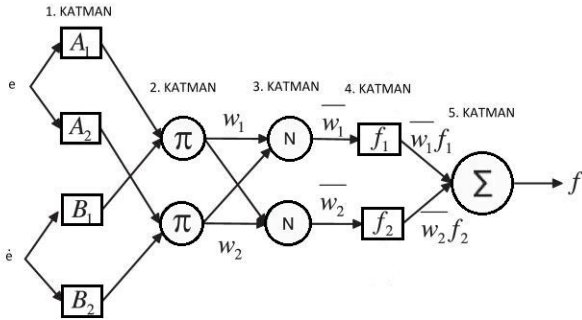 1. KATMAN
2. KATMAN
3. KATMAN
4. KATMAN
5. KATMAN
e
ė
A₁
A₂
B₁
B₂
π
π
w₁
w₂
N
N
w̅₁
w̅₂
f₁
f₂
w̅₁f₁
w̅₂f₂
Σ
f